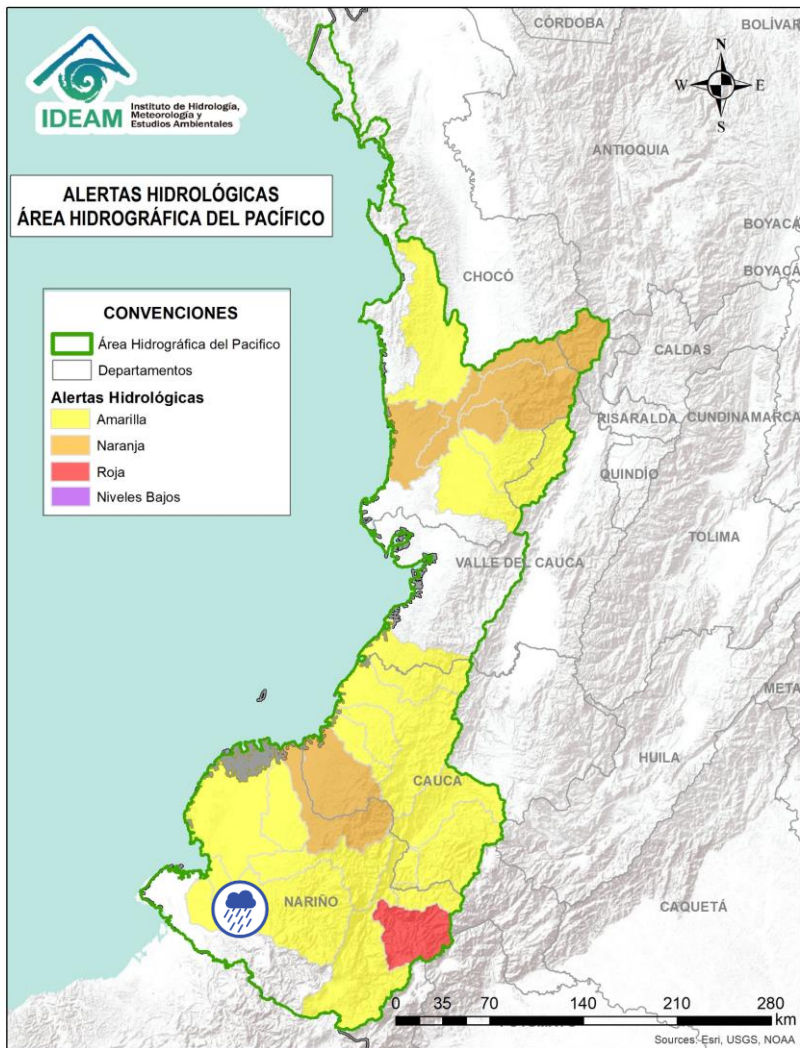 CÓRDOBA
BOLÍVAR
IDEAM
Instituto de Hidrología,
Meteorología y
Estudios Ambientales
N
W
E
S
ANTIOQUIA
ALERTAS HIDROLÓGICAS
ÁREA HIDROGRÁFICA DEL PACÍFICO
BOYACÁ
BOYACÁ
CHOCÓ
CONVENCIONES
Área Hidrográfica del Pacifico
Departamentos
Alertas Hidrológicas
Amarilla
Naranja
Roja
Niveles Bajos
CALDAS
RISARALDA
CUNDINAMARCA
QUINDÍO
TOLIMA
VALLE DEL CAUCA
META
HUILA
CAUCA
NARIÑO
CAQUETÁ
0 35 70 140 210 280
km
Sources: Esri, USGS, NOAA